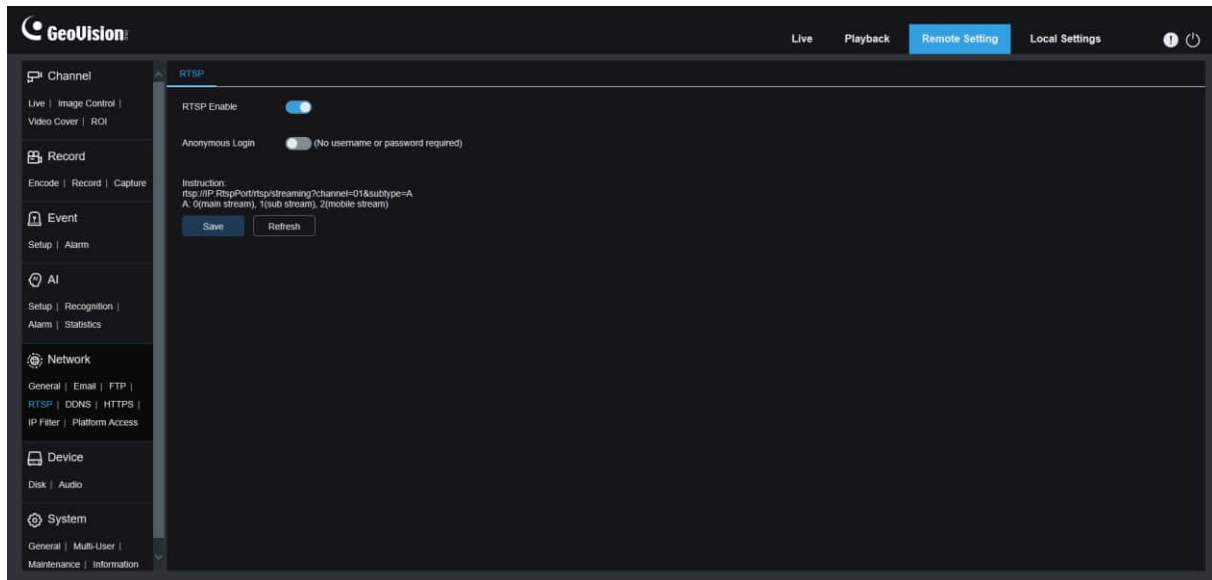 GeoVision
Live Playback Remote Setting Local Settings
Channel
Live | Image Control |
Video Cover | ROI
Record
Encode | Record | Capture
Event
Setup | Alarm
AI
Setup | Recognition |
Alarm | Statistics
Network
General | Email | FTP |
RTSP | DDNS | HTTPS |
IP Filter | Platform Access
Device
Disk | Audio
System
General | Multi-User |
Maintenance | Information
RTSP
RTSP Enable
Anonymous Login (No username or password required)
Instruction:
rtsp://IP:RtspPort/rtsp/streaming?channel=01&subtype=A
A: 0(main stream), 1(sub stream), 2(mobile stream)
Save Refresh